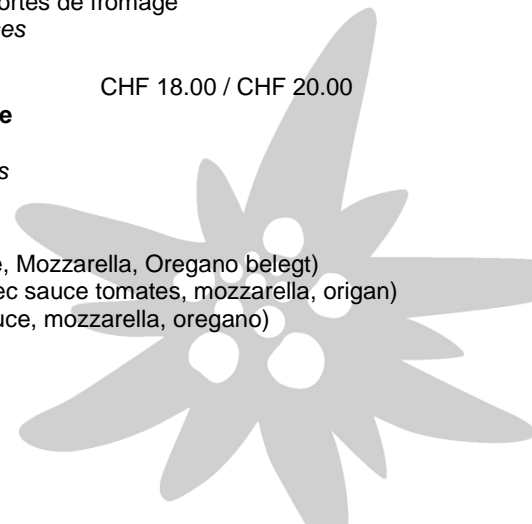 ortes de fromage
es
CHF 18.00 / CHF 20.00
e
s
, Mozzarella, Oregano belegt)
ec sauce tomates, mozzarella, origan)
uce, mozzarella, oregano)